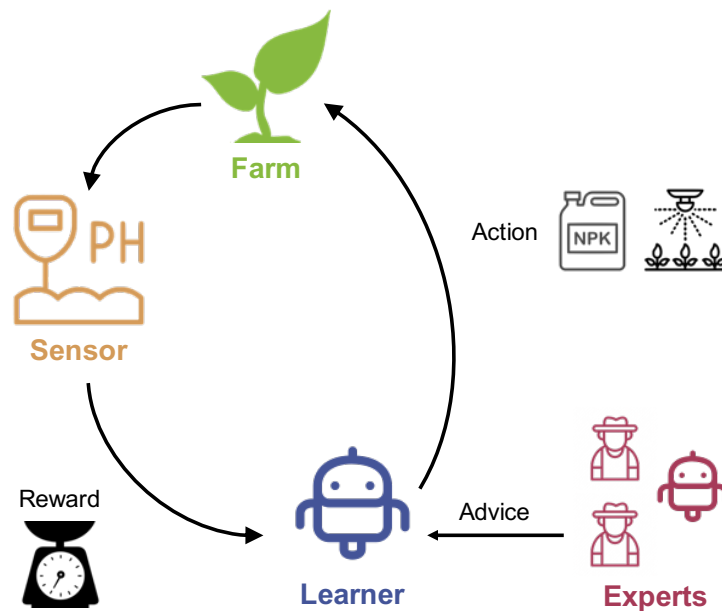 Farm
PH
Action
NPK
Sensor
Reward
Advice
Learner
Experts